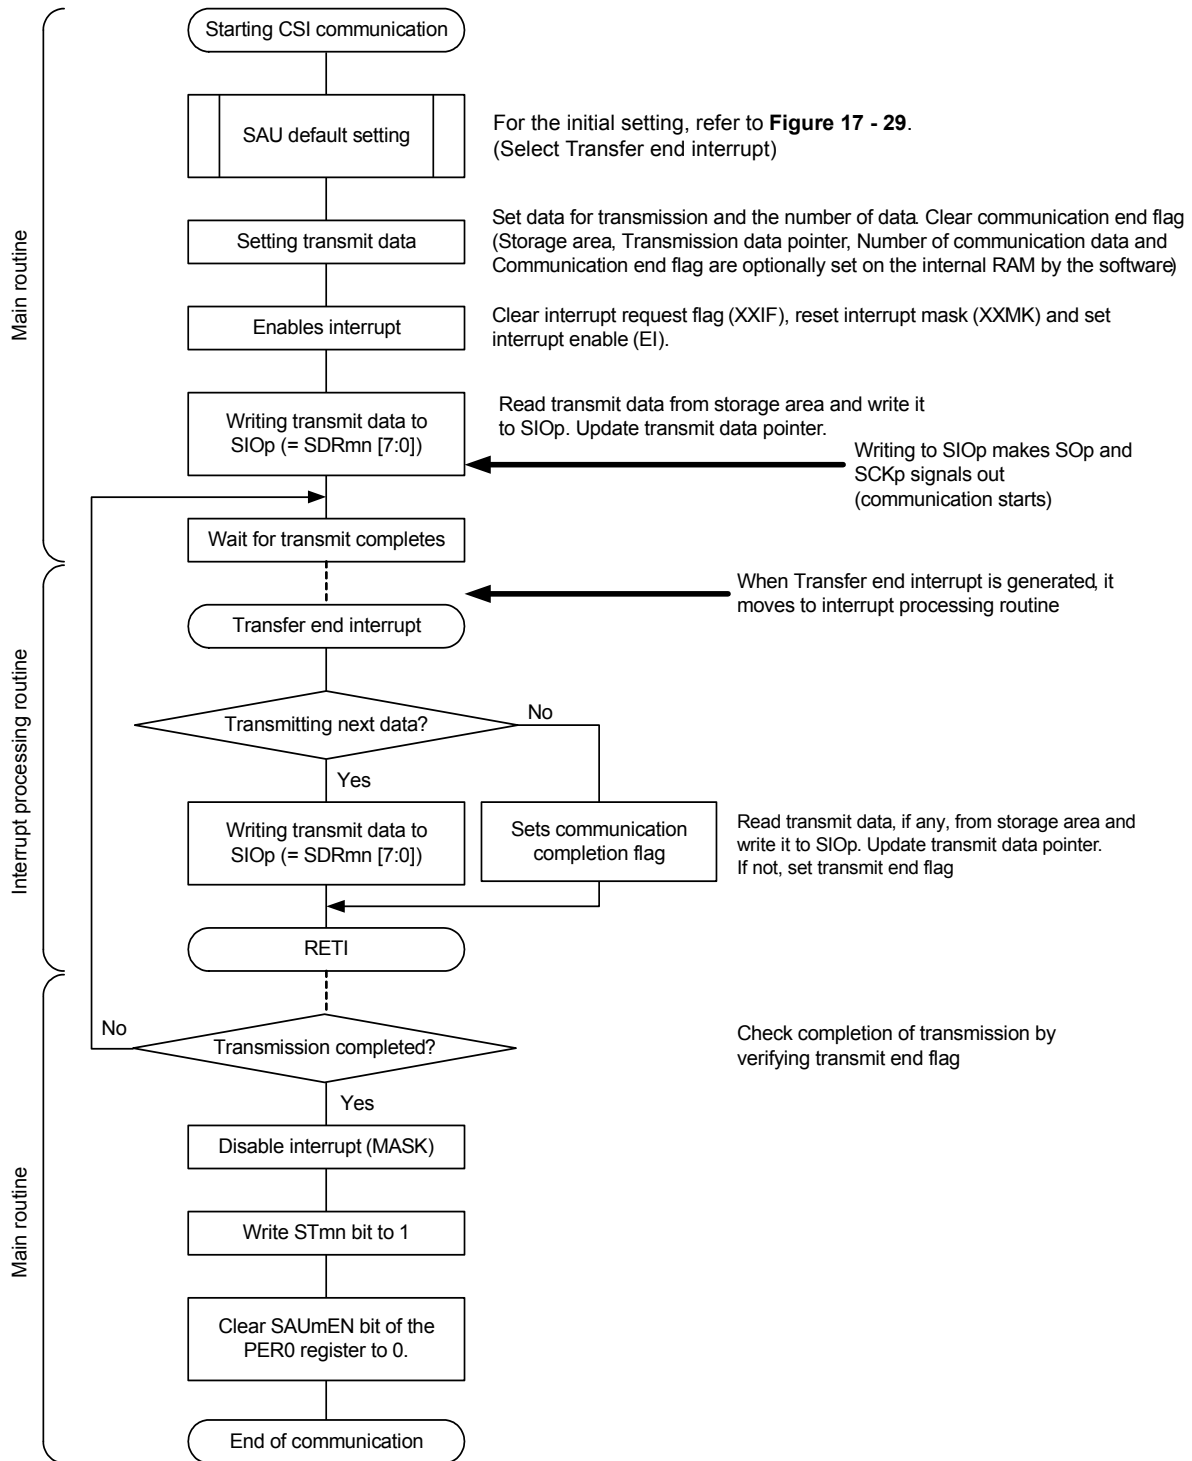 Starting CSI communication
SAU default setting
For the initial setting, refer to Figure 17 - 29.
(Select Transfer end interrupt)
Main routine
Setting transmit data
Set data for transmission and the number of data. Clear communication end flag
(Storage area, Transmission data pointer, Number of communication data and
Communication end flag are optionally set on the internal RAM by the software)
Enables interrupt
Clear interrupt request flag (XXIF), reset interrupt mask (XXMK) and set
interrupt enable (EI).
Writing transmit data to
SIOp (= SDRmn [7:0])
Read transmit data from storage area and write it
to SIOp. Update transmit data pointer.
Writing to SIOp makes SOp and
SCKp signals out
(communication starts)
Wait for transmit completes
When Transfer end interrupt is generated, it
moves to interrupt processing routine
Transfer end interrupt
Interrupt processing routine
Transmitting next data?
No
Yes
Writing transmit data to
SIOp (= SDRmn [7:0])
Sets communication
completion flag
Read transmit data, if any, from storage area and
write it to SIOp. Update transmit data pointer.
If not, set transmit end flag
RETI
No
Transmission completed?
Check completion of transmission by
verifying transmit end flag
Yes
Main routine
Disable interrupt (MASK)
Write STmn bit to 1
Clear SAUmEN bit of the
PER0 register to 0.
End of communication